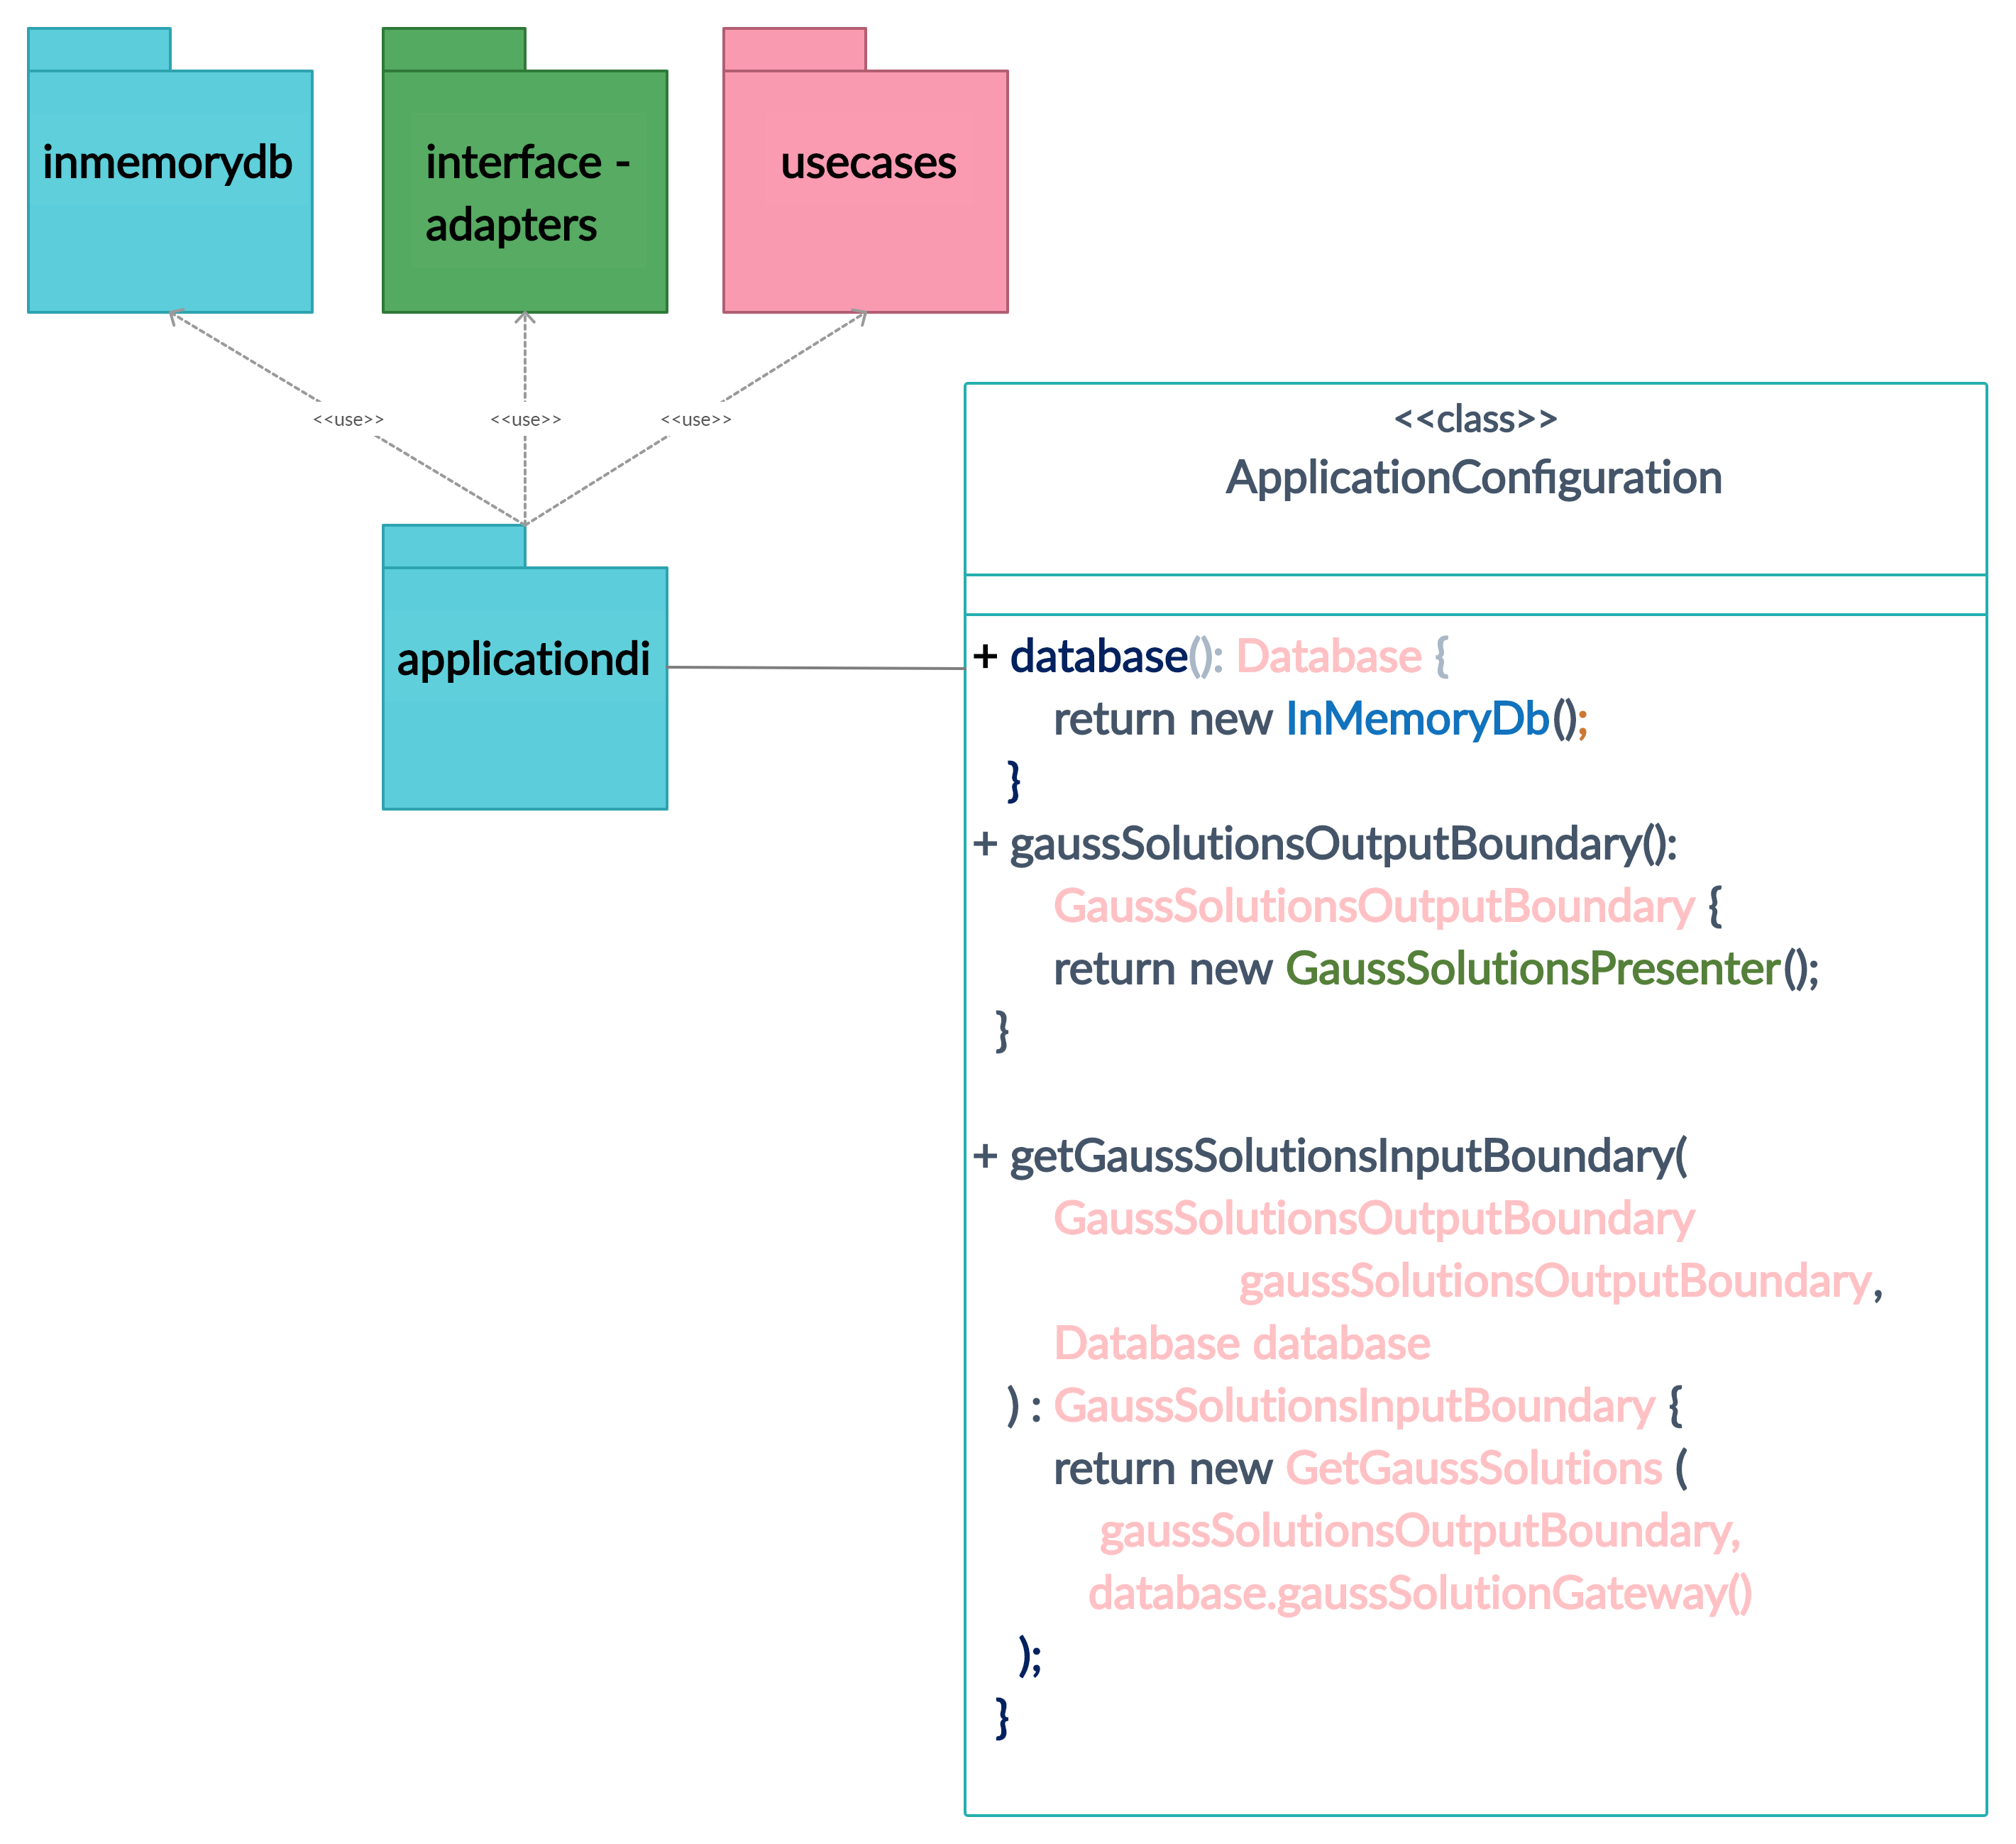 inmemorydb
interface -
adapters
usecases
<<use>>
<<use>>
<<use>>
applicationdi
<<class>>
ApplicationConfiguration
+ database(): Database {
return new InMemoryDb();
}
+ gaussSolutionsOutputBoundary():
GaussSolutionsOutputBoundary {
return new GaussSolutionsPresenter();
}
+ getGaussSolutionsInputBoundary(
GaussSolutionsOutputBoundary
gaussSolutionsOutputBoundary,
Database database
) : GaussSolutionsInputBoundary {
return new GetGaussSolutions (
gaussSolutionsOutputBoundary,
database.gaussSolutionGateway()
);
}